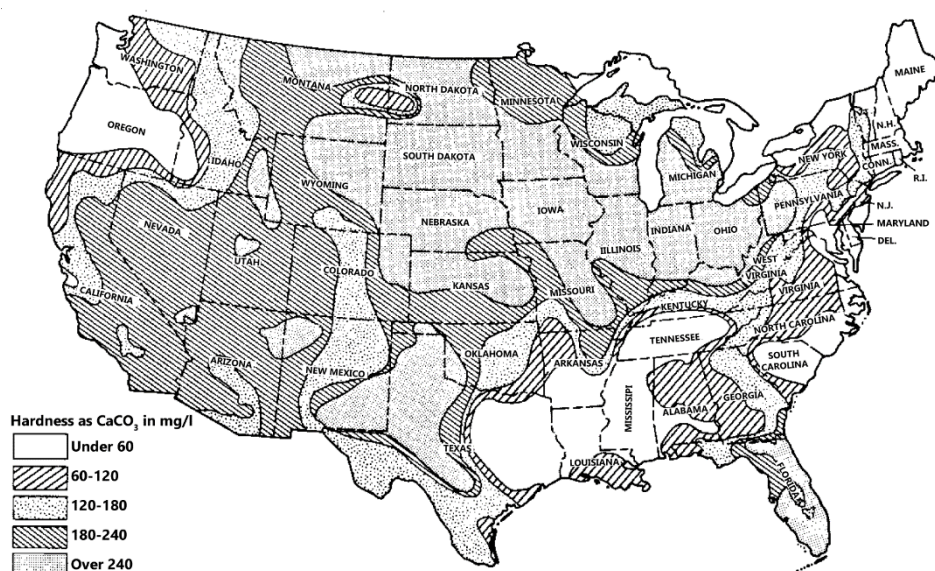 WASHINGTON
OREGON
IDAHO
MONTANA
NORTH DAKOTA
MINNESOTA
WISCONSIN
MICHIGAN
MAINE
N.H.
MASS.
CONN.
R.I.
NEW YORK
PENNSYLVANIA
N.J.
MARYLAND
DEL.
SOUTH DAKOTA
WYOMING
NEBRASKA
IOWA
IILLINOIS
INDIANA
OHIO
WEST
VIRGINIA
VIRGINIA
NEVADA
UTAH
COLORADO
KANSAS
MISSOURI
KENTUCKY
CALIFORNIA
ARIZONA
NEW MEXICO
OKLAHOMA
ARKANSAS
TENNESSEE
NORTH CAROLINA
SOUTH
CAROLINA
MISSISSIPPI
ALABAMA
GEORGIA
TEXAS
LOUISIANA
FLORIDA
Hardness as CaCO₃ in mg/l
Under 60
60-120
120-180
180-240
Over 240